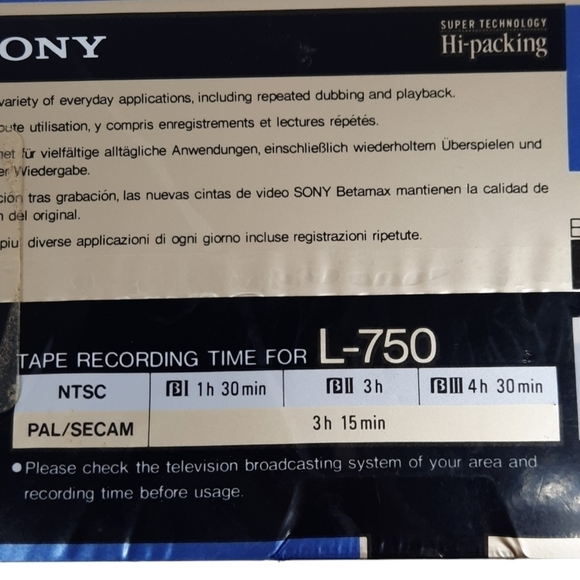 ONY
SUPER TECHNOLOGY
Hi-packing
variety of everyday applications, including repeated dubbing and playback.
oute utilisation, y compris enregistrements et lectures répétés.
net für vielfältige alltägliche Anwendungen, einschließlich wiederholtem Überspielen und
er Wiedergabe.
ción tras grabación, las nuevas cintas de video SONY Betamax mantienen la calidad de
n del original.
piu diverse applicazioni di ogni giorno incluse registrazioni ripetute.
TAPE RECORDING TIME FOR L-750
NTSC βI 1h 30min βII 3h βIII 4h 30min
PAL/SECAM 3h 15min
●Please check the television broadcasting system of your area and
recording time before usage.